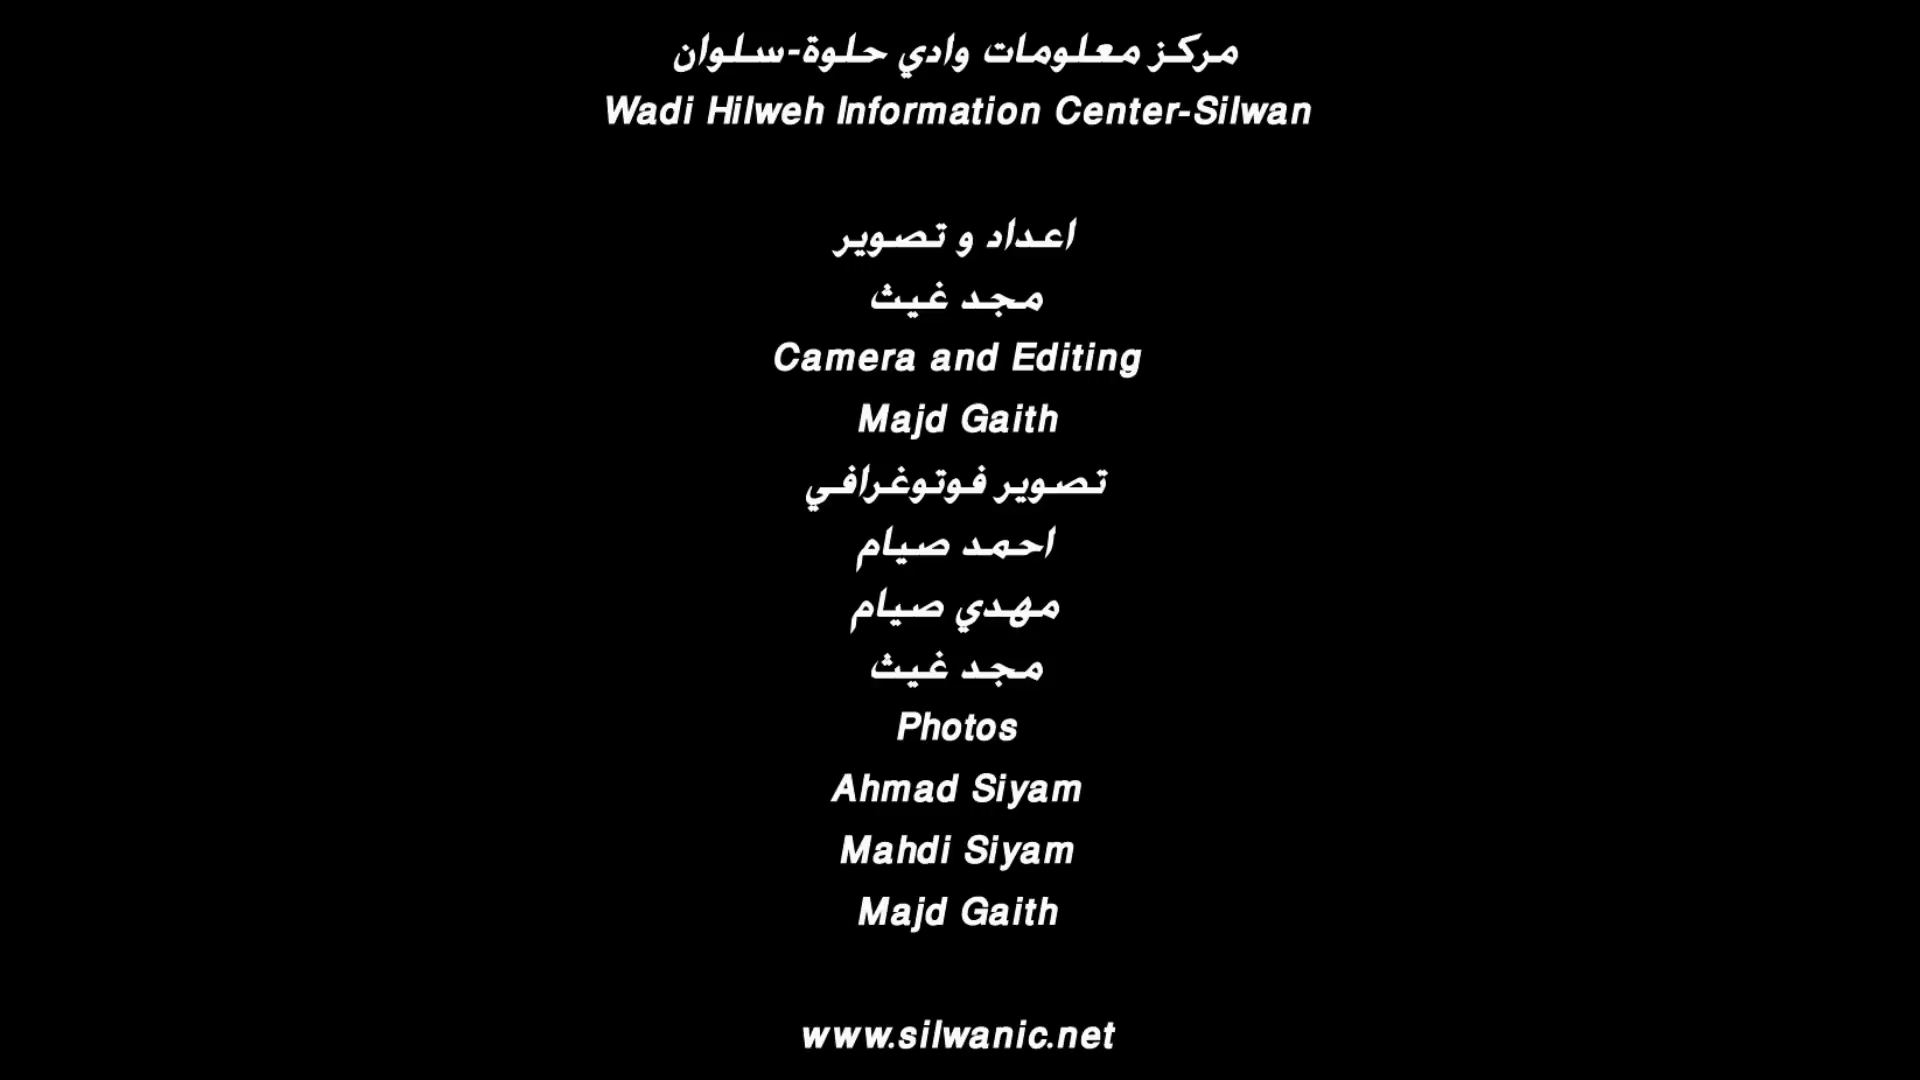 مركز معلومات وادي حلوة-سلوان
Wadi Hilweh Information Center-Silwan
اعداد و تصوير
مجد غيث
Camera and Editing
Majd Gaith
تصوير فوتوغرافي
احمد صيام
مهدي صيام
مجد غيث
Photos
Ahmad Siyam
Mahdi Siyam
Majd Gaith
www.silwanic.net